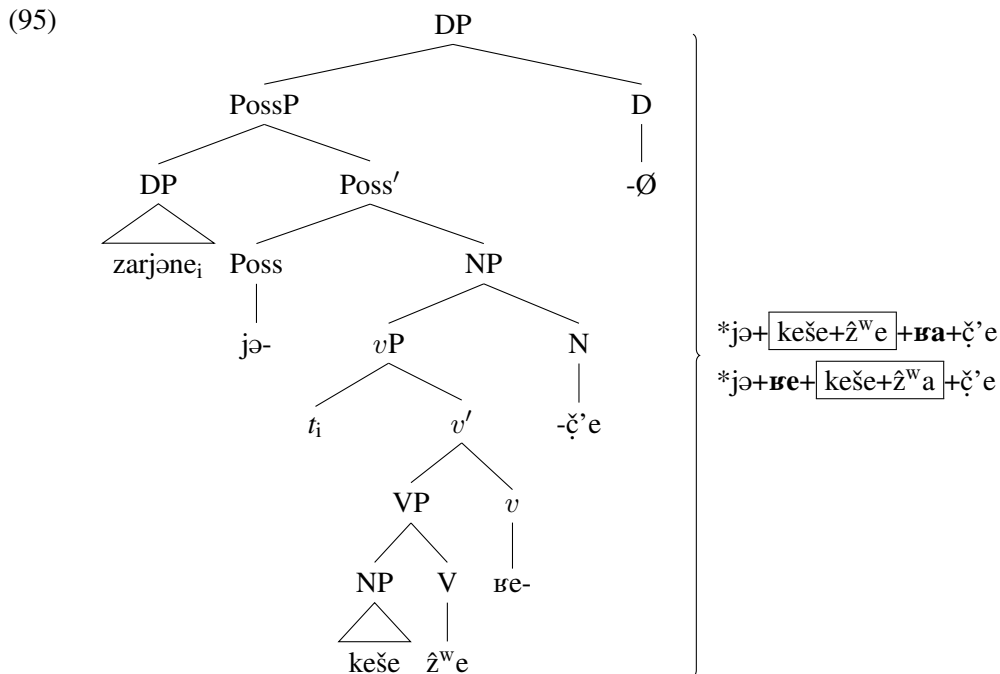 (95)
DP
PossP D
DP Poss′ -Ø
zarjəneᵢ Poss NP
jə- vP N
tᵢ v′ -č̣’e
VP v
NP V ʁe-
keše ẑʷe
*jə+keše+ẑʷe+ʁa+č̣’e
*jə+ʁe+keše+ẑʷa+č̣’e